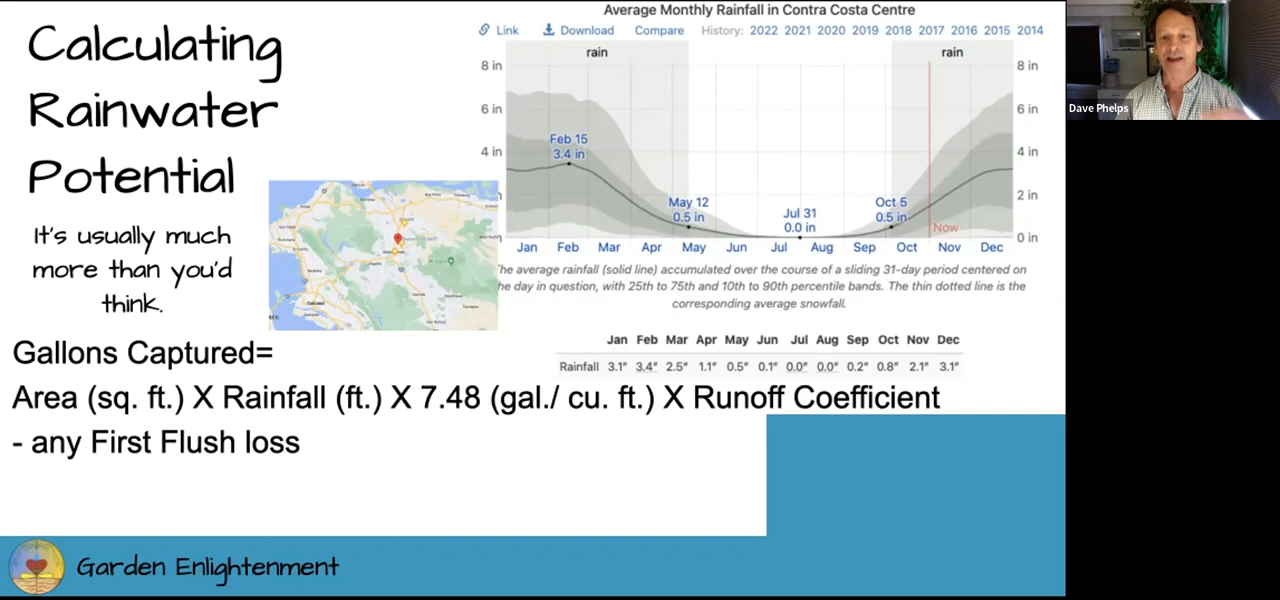 Calculating
Rainwater
Potential
It's usually much
more than you'd
think.
Average Monthly Rainfall in Contra Costa Centre
Link Download Compare History: 2022 2021 2020 2019 2018 2017 2016 2015 2014
rain rain
8 in 8 in
6 in 6 in
4 in 4 in
2 in
0 in
Feb 15
3.4 in
May 12
0.5 in
Jul 31
0.0 in
Oct 5
0.5 in
Now
Jan Feb Mar Apr May Jun Jul Aug Sep Oct Nov Dec
he average rainfall (solid line) accumulated over the course of a sliding 31-day period centered on
he day in question, with 25th to 75th and 10th to 90th percentile bands. The thin dotted line is the
corresponding average snowfall.
Jan Feb Mar Apr May Jun Jul Aug Sep Oct Nov Dec
Rainfall 3.1" 3.4" 2.5" 1.1" 0.5" 0.1" 0.0" 0.0" 0.2" 0.8" 2.1" 3.1"
Oakland
Gallons Captured=
Area (sq. ft.) X Rainfall (ft.) X 7.48 (gal./ cu. ft.) X Runoff Coefficient
- any First Flush loss
Garden Enlightenment
Dave Phelps